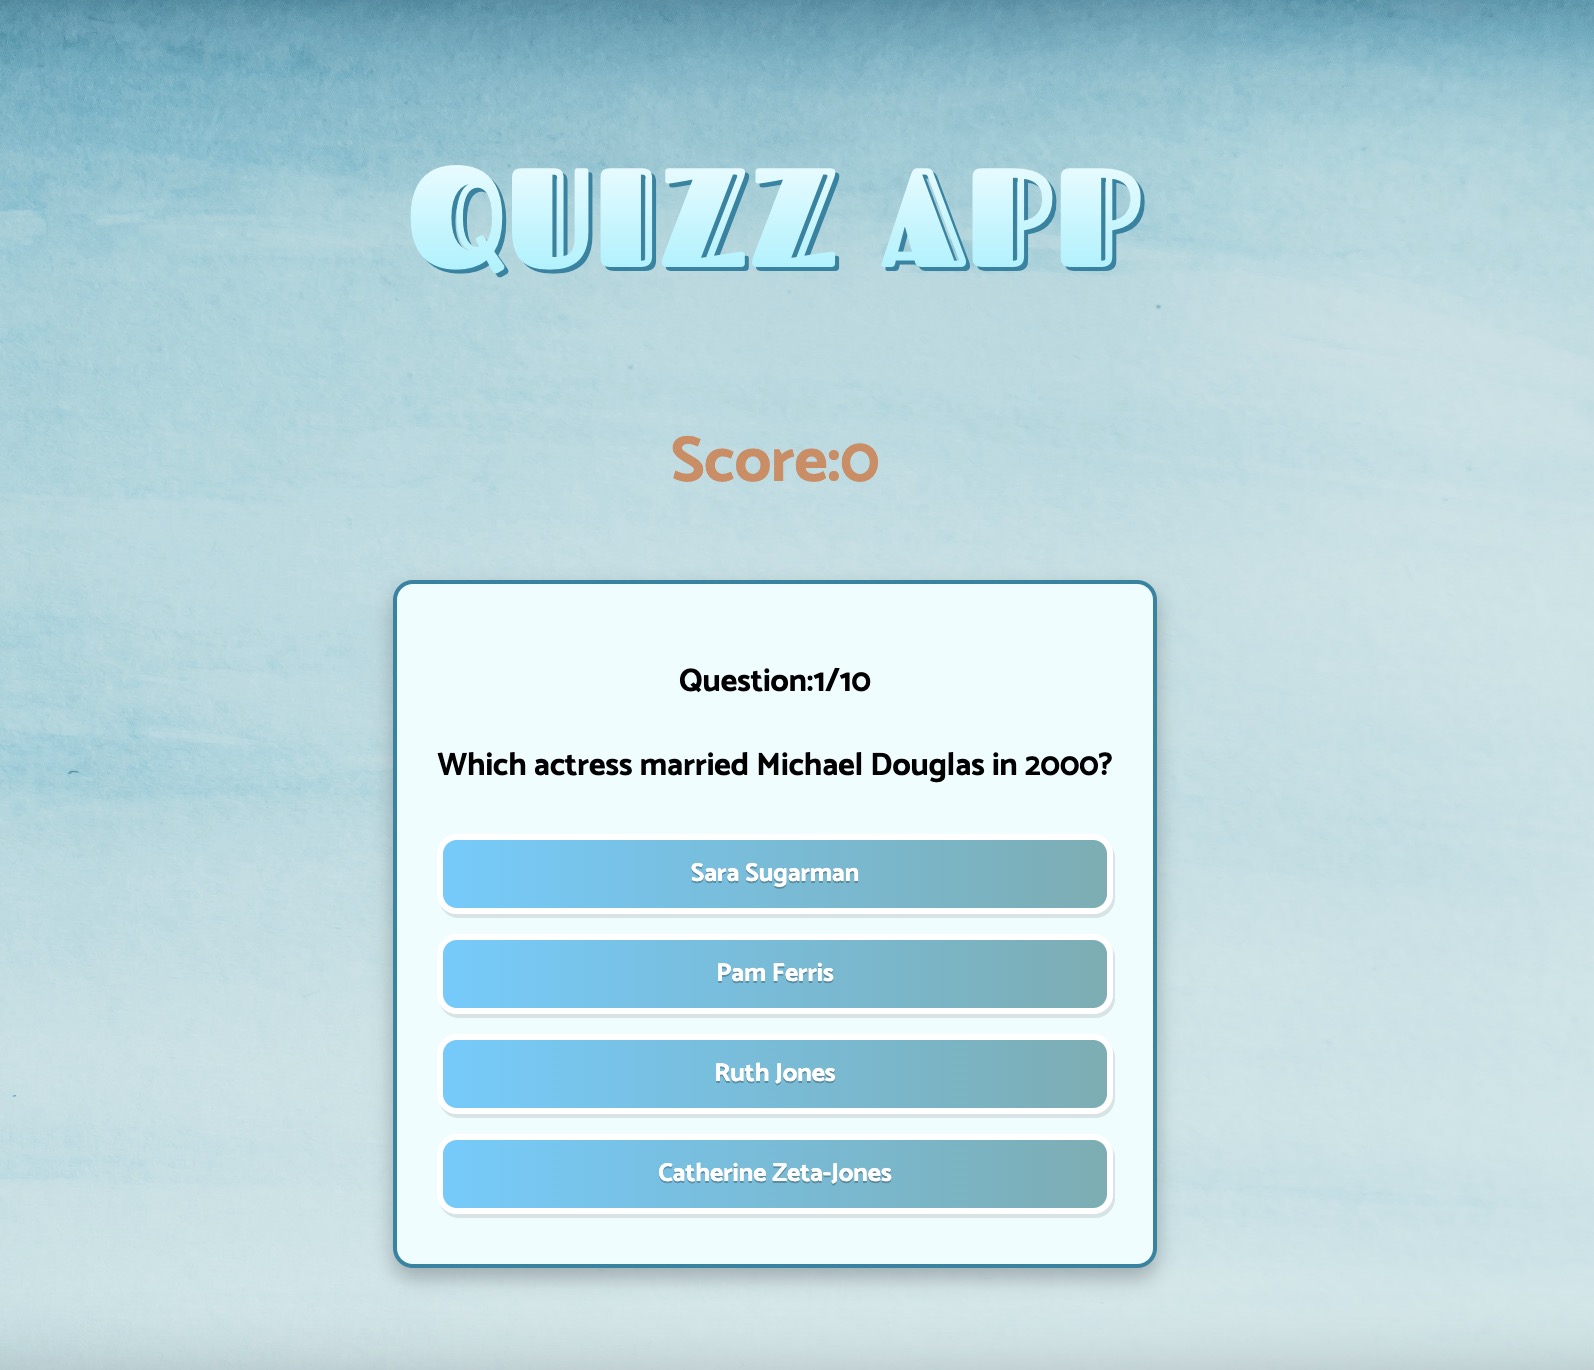 QUIZZ APP
Score:0
Question:1/10
Which actress married Michael Douglas in 2000?
Sara Sugarman
Pam Ferris
Ruth Jones
Catherine Zeta-Jones